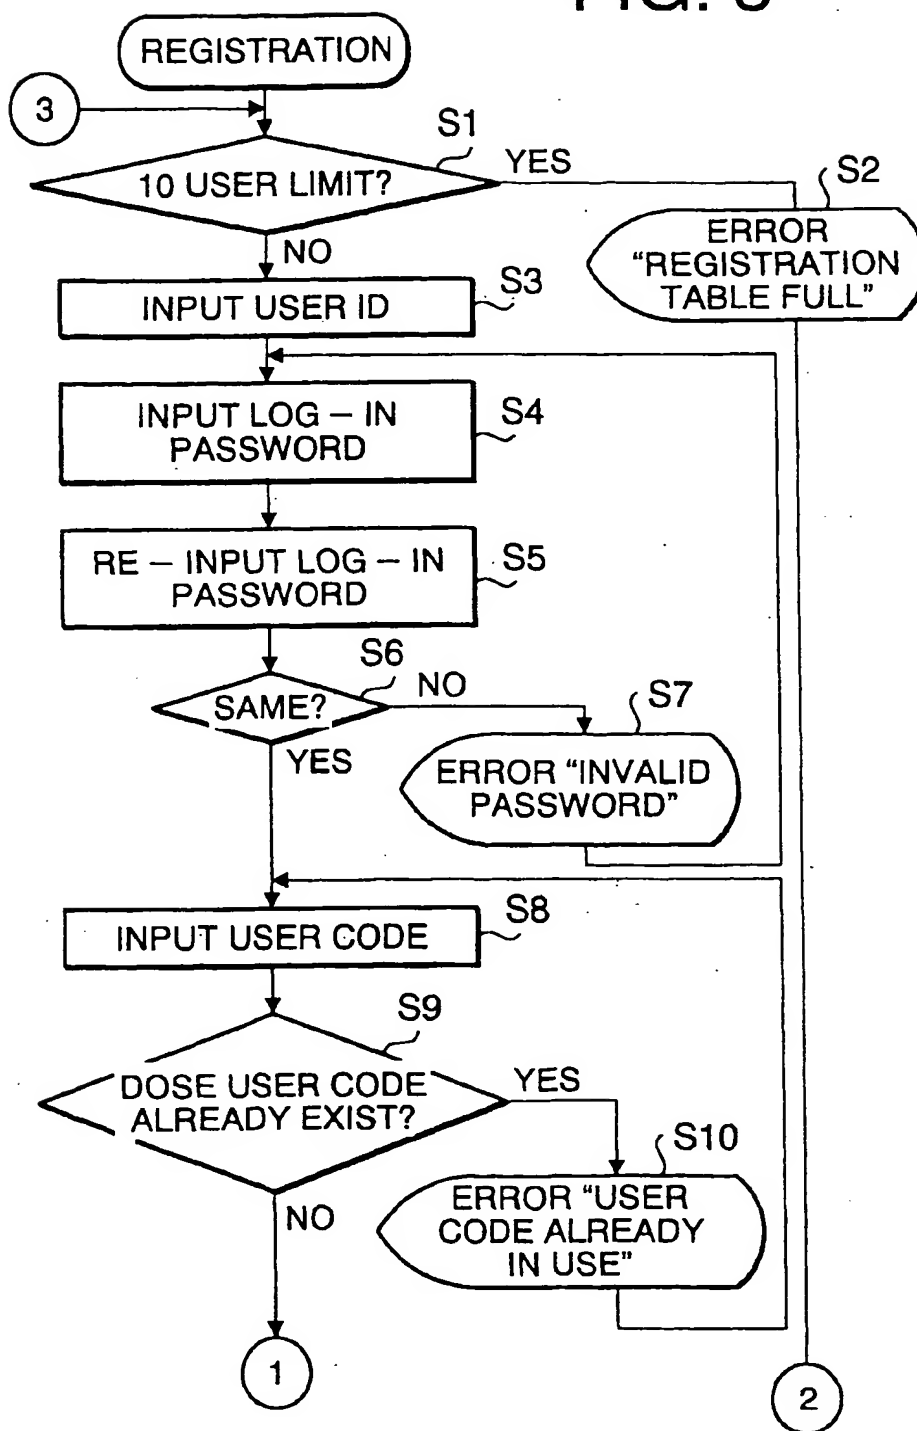 REGISTRATION
3
S1
10 USER LIMIT?
YES
S2
ERROR
“REGISTRATION
TABLE FULL”
NO
S3
INPUT USER ID
S4
INPUT LOG – IN
PASSWORD
S5
RE – INPUT LOG – IN
PASSWORD
S6
SAME?
NO
S7
ERROR “INVALID
PASSWORD”
YES
S8
INPUT USER CODE
S9
DOSE USER CODE
ALREADY EXIST?
YES
S10
ERROR “USER
CODE ALREADY
IN USE”
NO
1
2